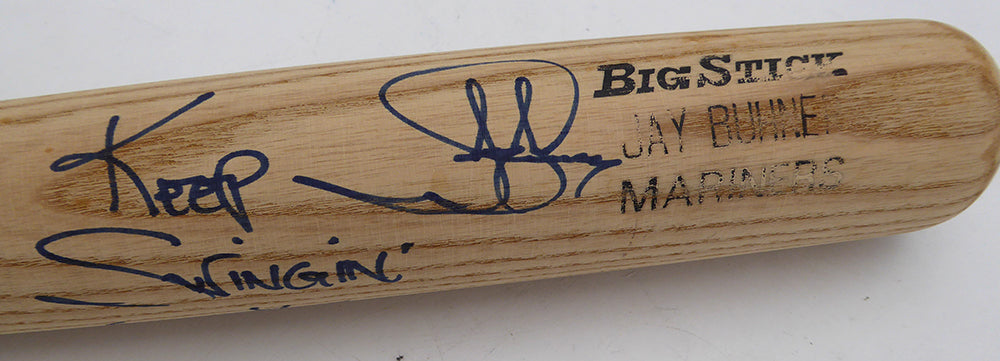 BIG STICK
JAY BUHNER
MARINERS
KEEP
SWINGIN'